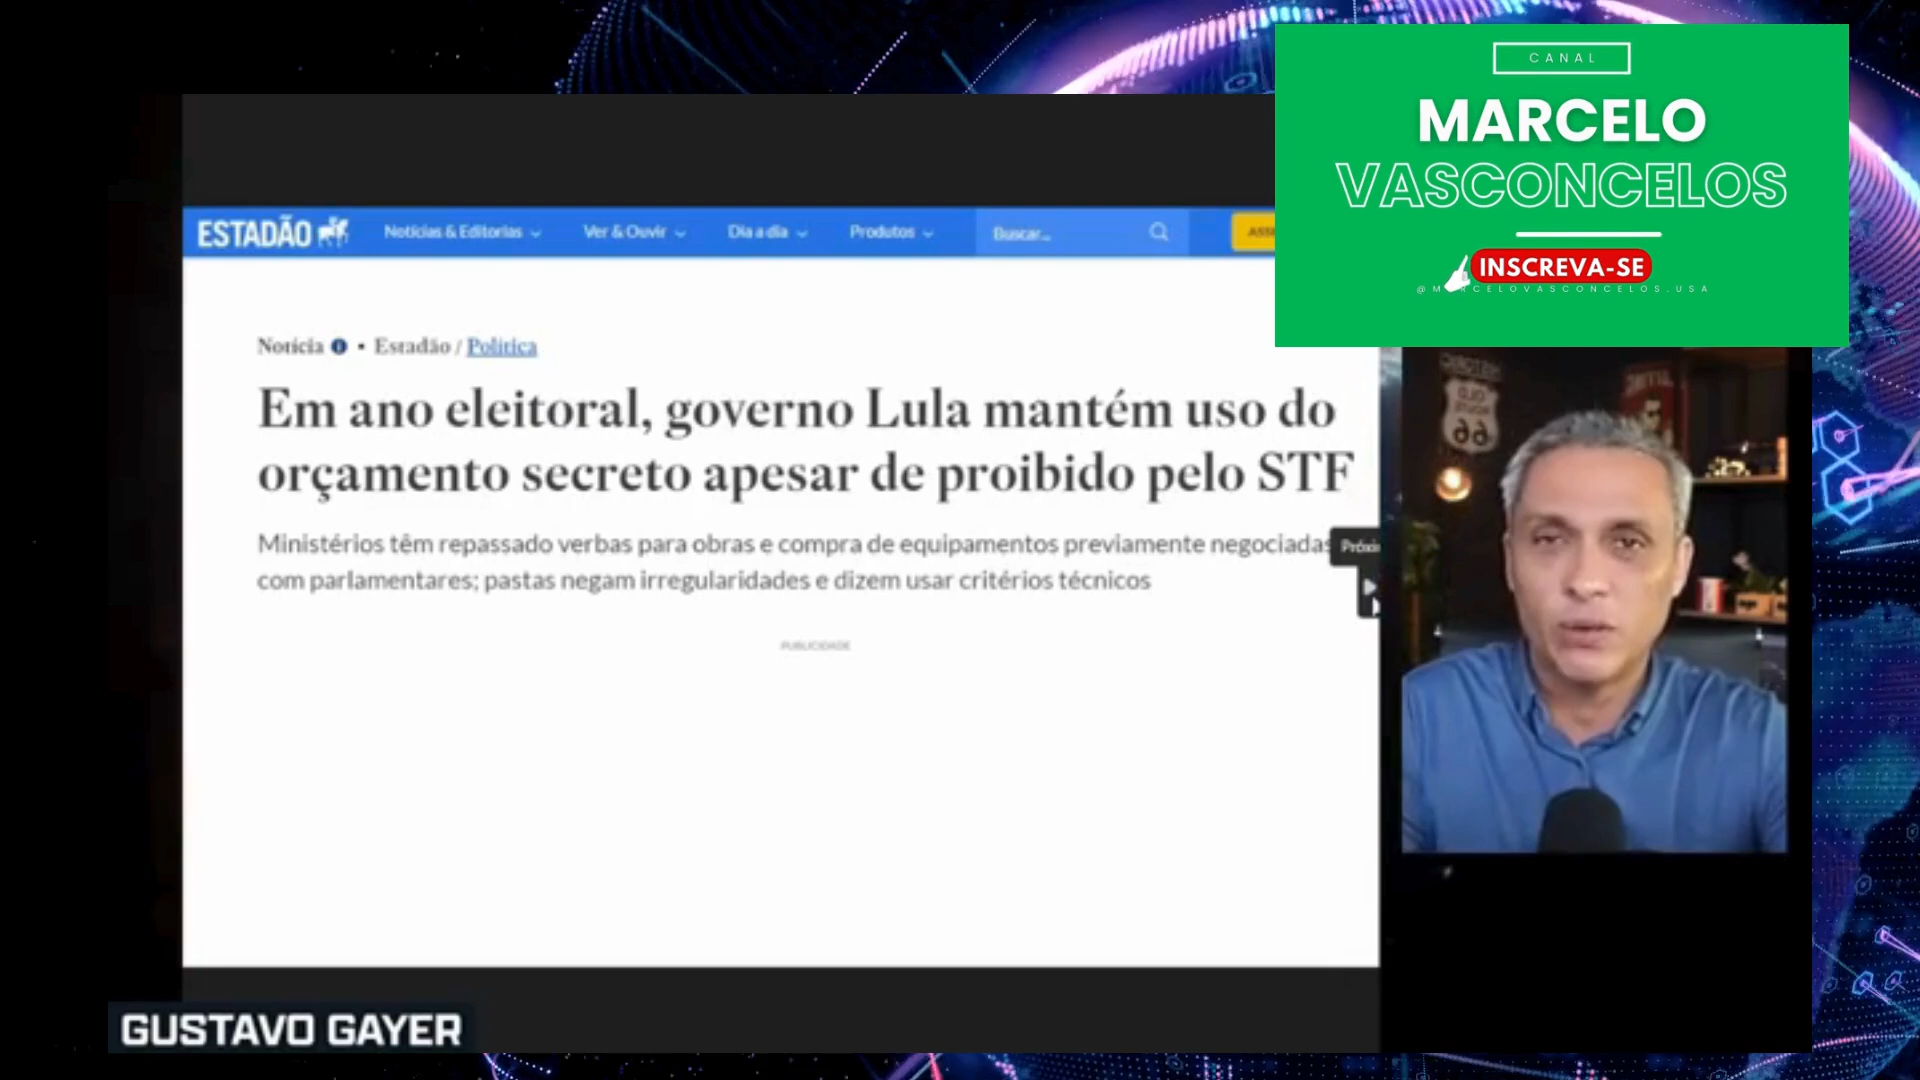 CANAL
MARCELO
VASCONCELOS
INSCREVA-SE
ESTADÃO
Notícias & Editorias
Ver & Ouvir
Dia a dia
Produtos
Buscar...
Notícia • Estadão / Política
Em ano eleitoral, governo Lula mantém uso do
orçamento secreto apesar de proibido pelo STF
Ministérios têm repassado verbas para obras e compra de equipamentos previamente negociadas
com parlamentares; pastas negam irregularidades e dizem usar critérios técnicos
PUBLICIDADE
66
GUSTAVO GAYER